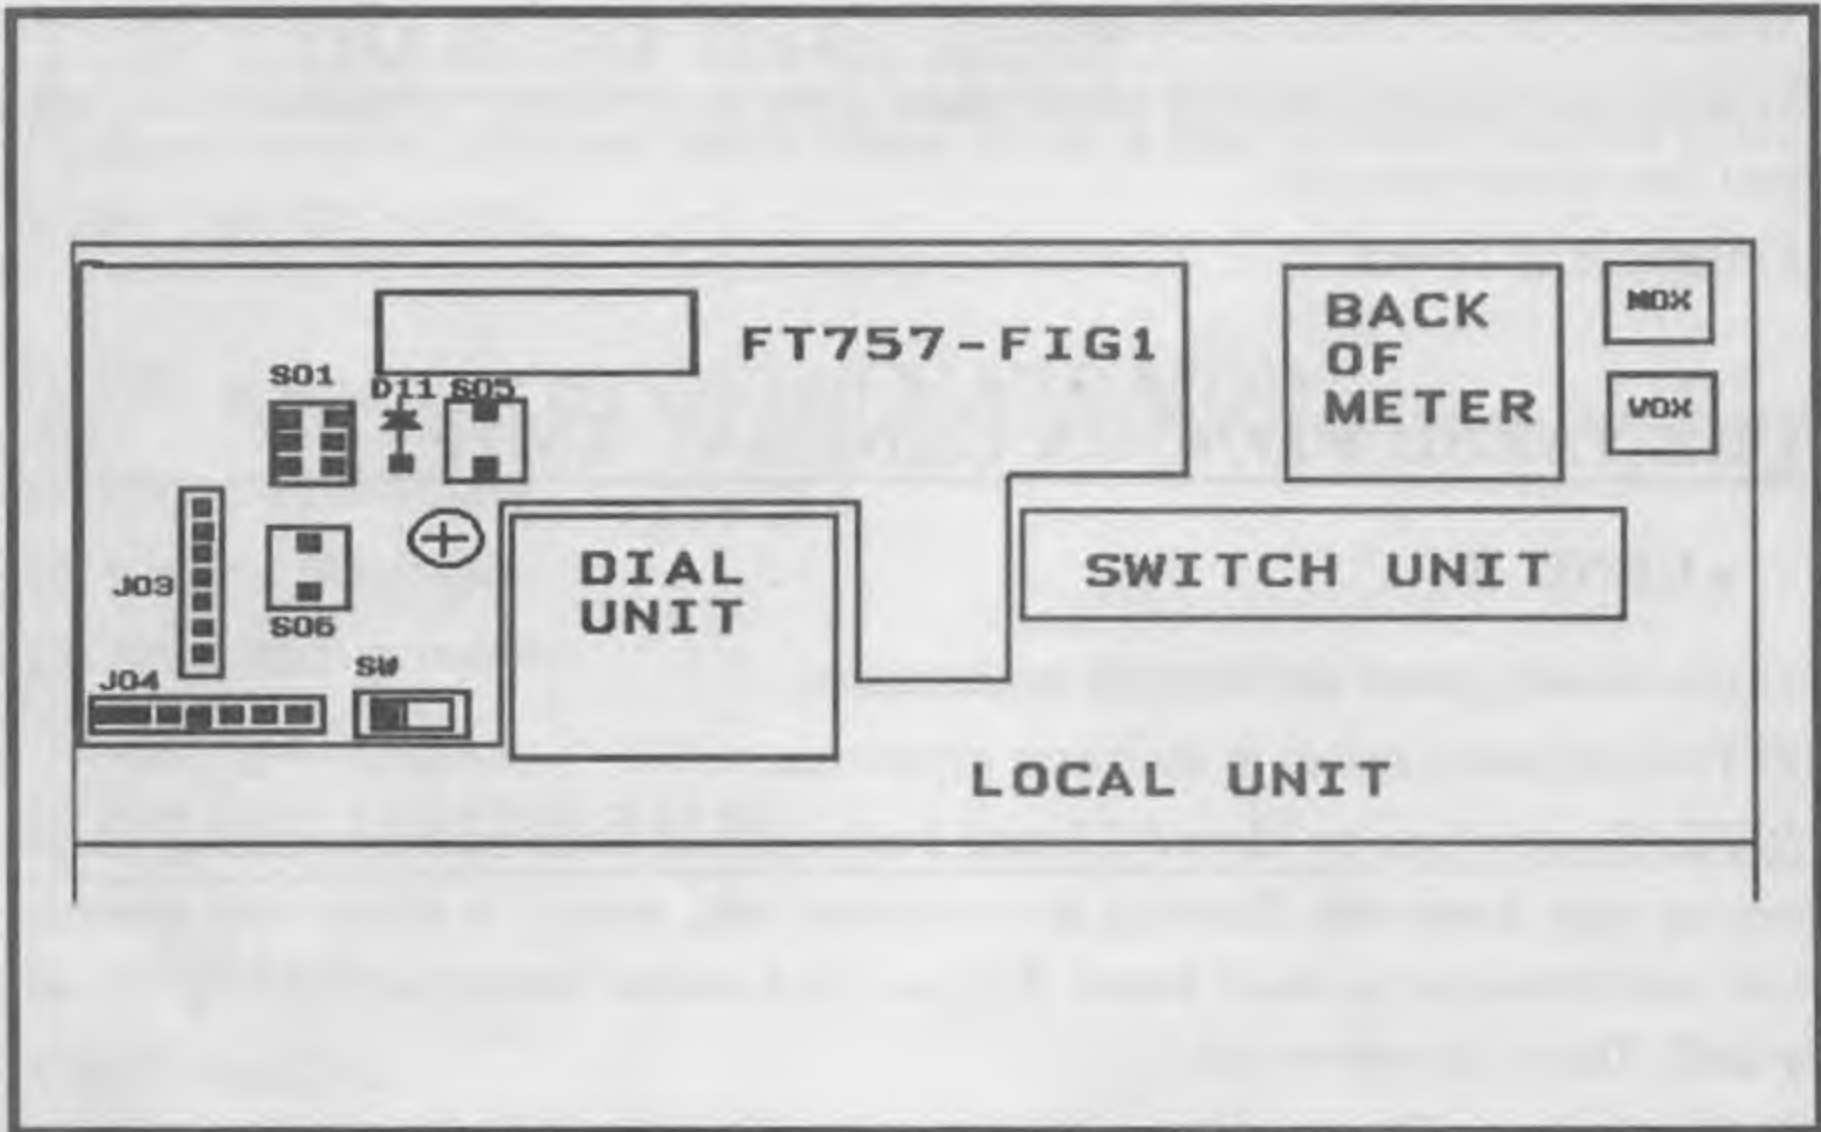 FT757-FIG1
BACK
OF
METER
MOX
VOX
S01
D11 S05
J03
S06
J04
SW
DIAL
UNIT
SWITCH UNIT
LOCAL UNIT